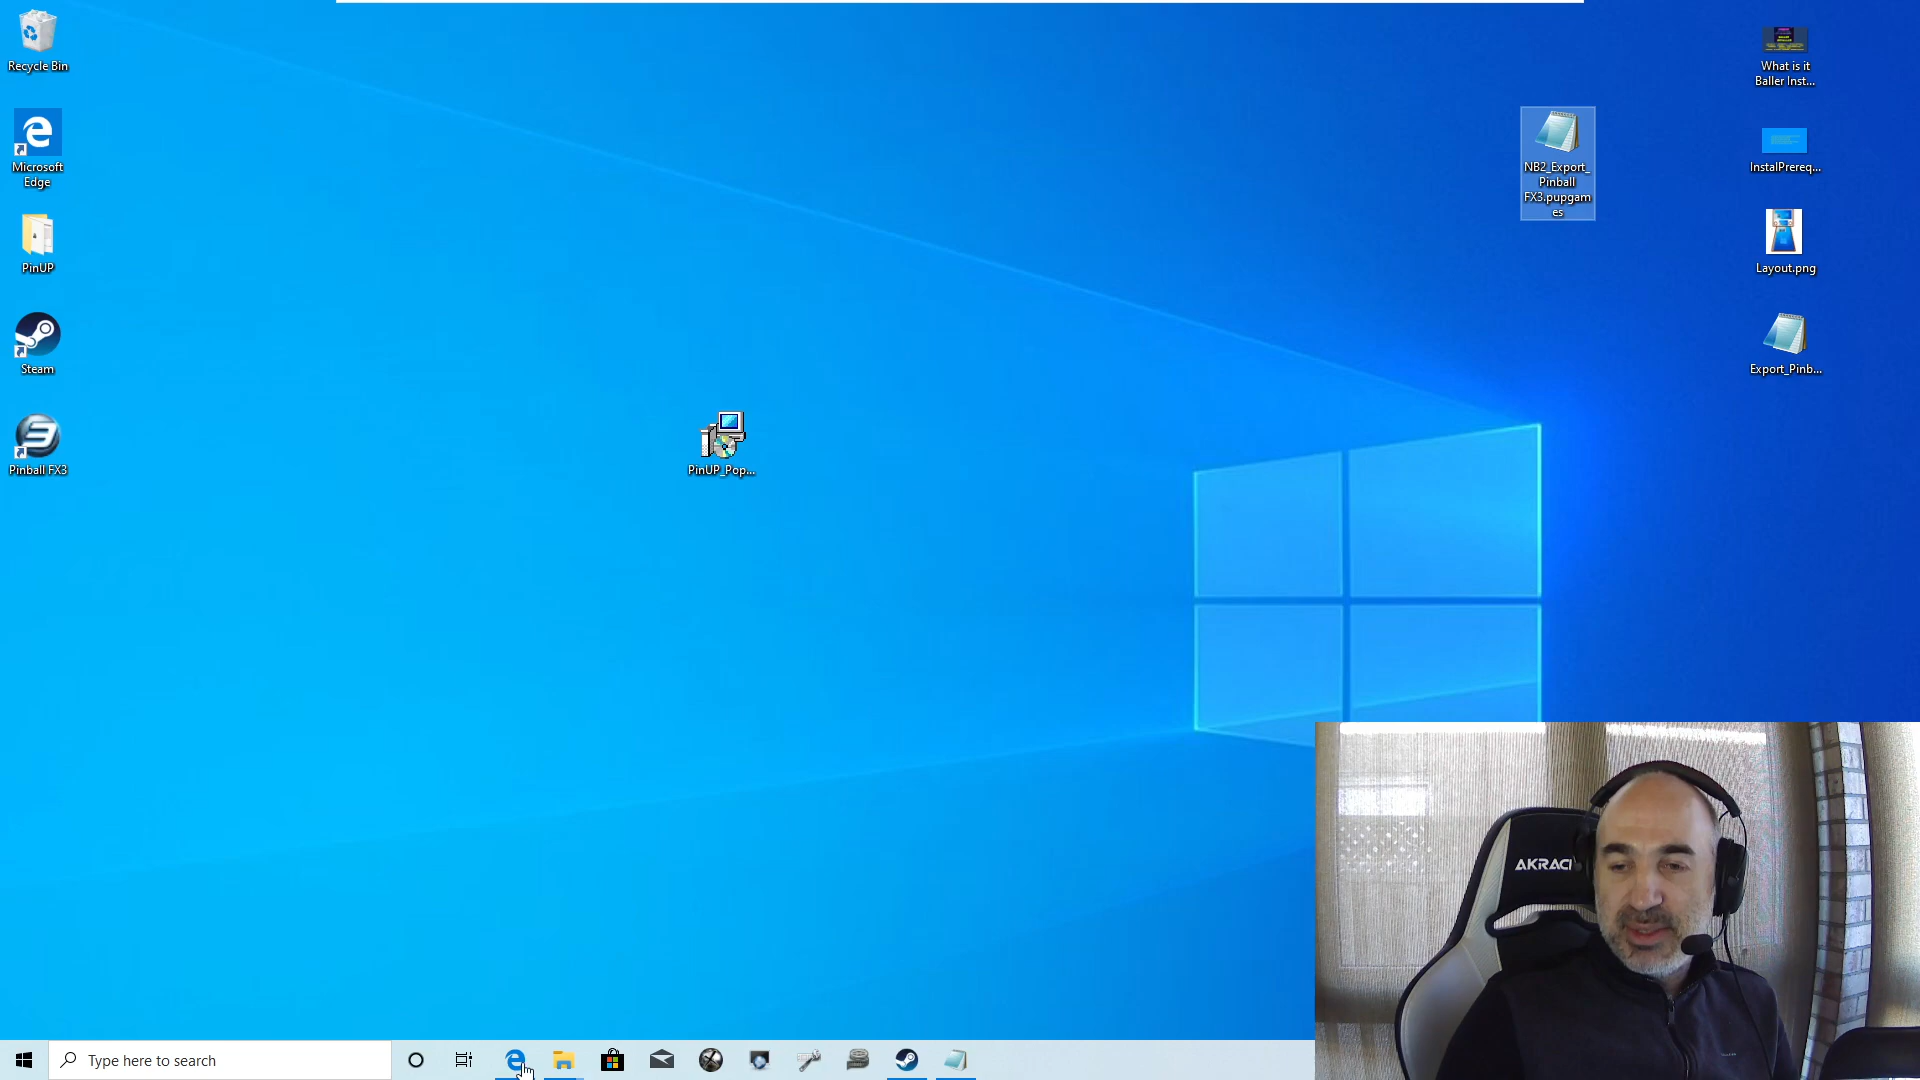 Recycle Bin
Microsoft
Edge
PinUP
Steam
Pinball FX3
PinUP_Pop...
NB2_Export_
Pinball
FX3.pupgam
es
What is it
Baller Inst...
InstalPrereq...
Layout.png
Export_Pinb...
AKRACI
Type here to search